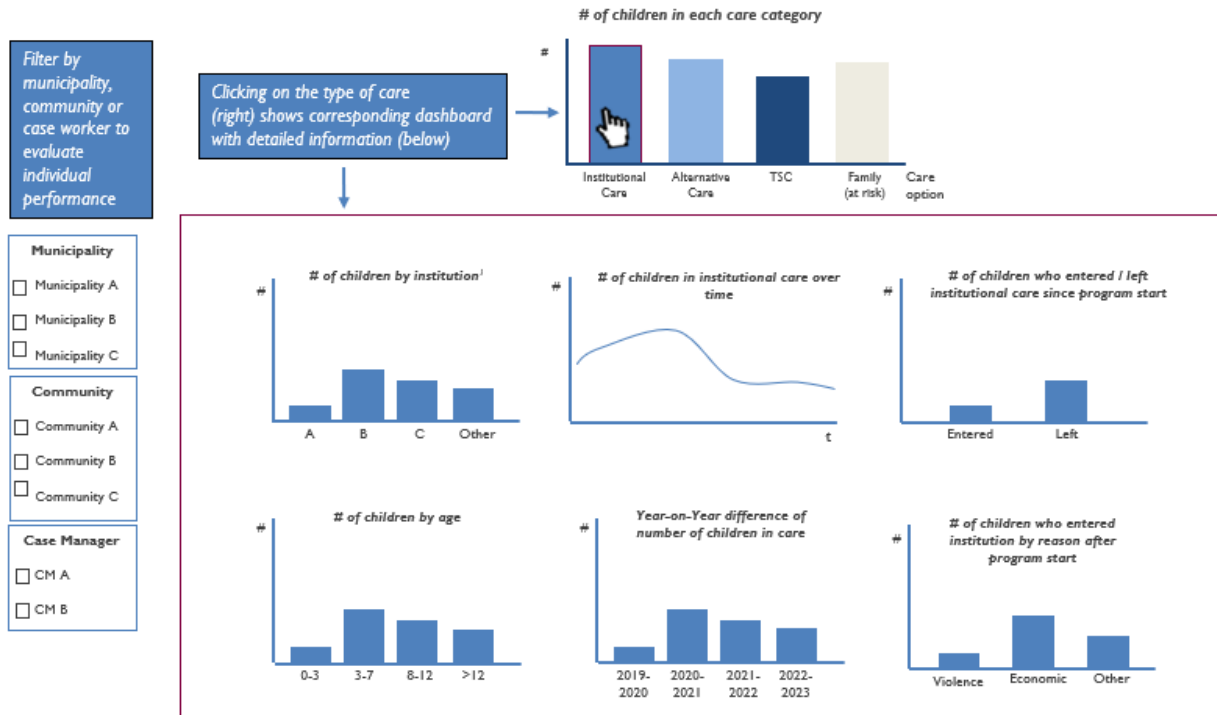 # of children in each care category
Filter by
municipality,
community or
case worker to
evaluate
individual
performance
Clicking on the type of care
(right) shows corresponding dashboard
with detailed information (below)
#
Institutional
Care
Alternative
Care
TSC
Family
(at risk)
Care
option
Municipality
Municipality A
Municipality B
Municipality C
Community
Community A
Community B
Community C
Case Manager
CM A
CM B
# of children by institution¹
#
A
B
C
Other
# of children in institutional care over
time
#
t
# of children who entered / left
institutional care since program start
#
Entered
Left
# of children by age
#
0-3
3-7
8-12
>12
Year-on-Year difference of
number of children in care
#
2019-
2020
2020-
2021
2021-
2022
2022-
2023
# of children who entered
institution by reason after
program start
#
Violence
Economic
Other